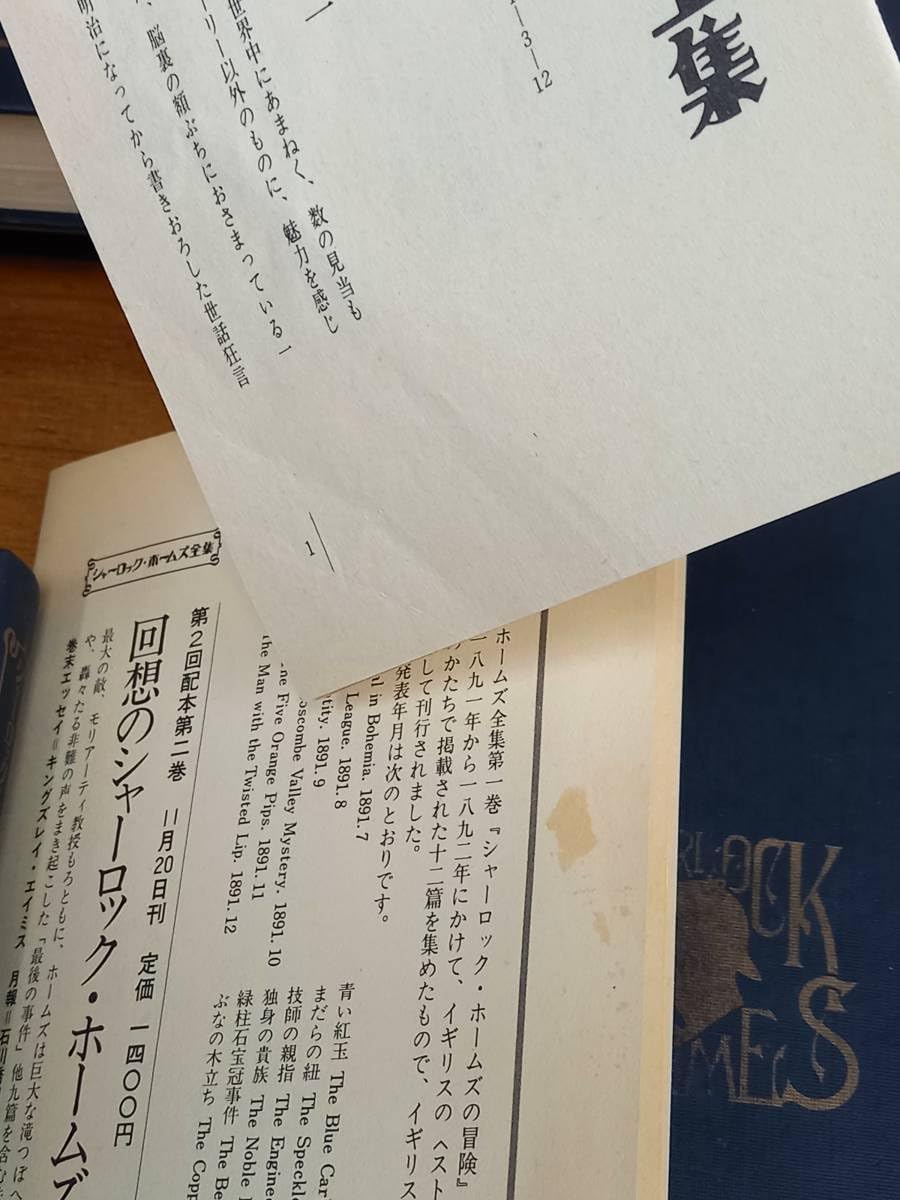 全集
1—3—12
一
世界中にあまねく、数の見当も
リー以外のものに、魅力を感じ
、脳裏の額ぶちにおさまっている一
明治になってから書きおろした世話狂言
1
ホームズ全集第一巻『シャーロック・ホームズの冒険』
一八九一年から一八九二年にかけて、イギリスの《スト
のかたちで掲載された十二篇を集めたもので、イギリス
して刊行されました。
発表年月は次のとおりです。
al in Bohemia. 1891.7
League. 1891.8
tity. 1891.9
oscombe Valley Mystery. 1891.10
he Five Orange Pips. 1891.11
the Man with the Twisted Lip. 1891.12
青い紅玉 The Blue Car
まだらの紐 The Speckle
技師の親指 The Engine
独身の貴族 The Noble
緑柱石宝冠事件 The Be
ぶなの木立ち The Copp
シャーロック・ホームズ全集
第2回配本第二巻 11月20日刊 定価 一四〇〇円
回想のシャーロック・ホームズ
最大の敵、モリアーティ教授もろともに、ホームズは巨大な滝つぼへ
や、轟々たる非難の声をまき起こした「最後の事件」他九篇を含む
巻末エッセイ=キングズレイ・エイミス 月報=石川
RLOCK
MES